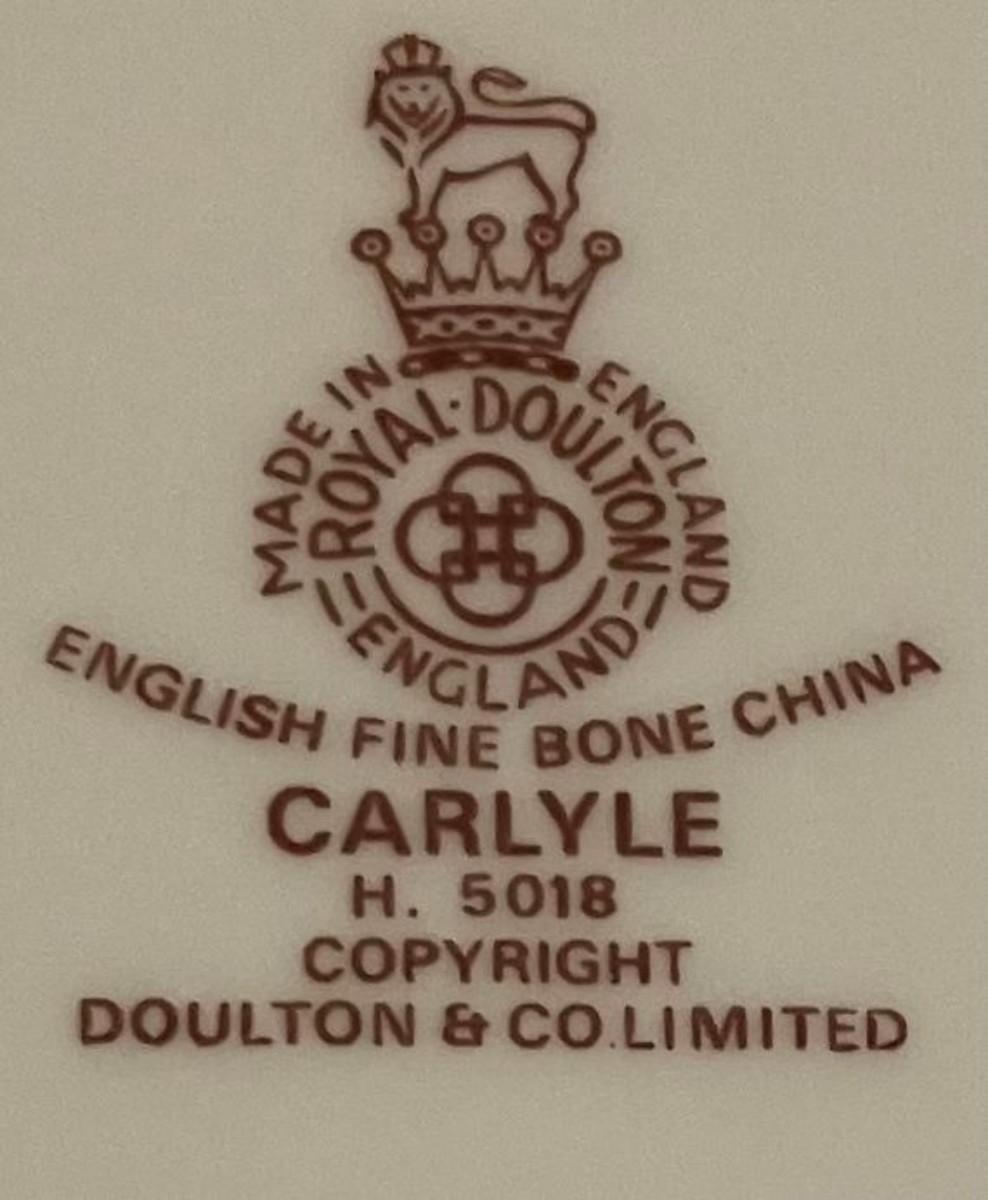 MADE IN ENGLAND
ROYAL·DOULTON
ENGLAND
ENGLISH FINE BONE CHINA
CARLYLE
H. 5018
COPYRIGHT
DOULTON & CO.LIMITED